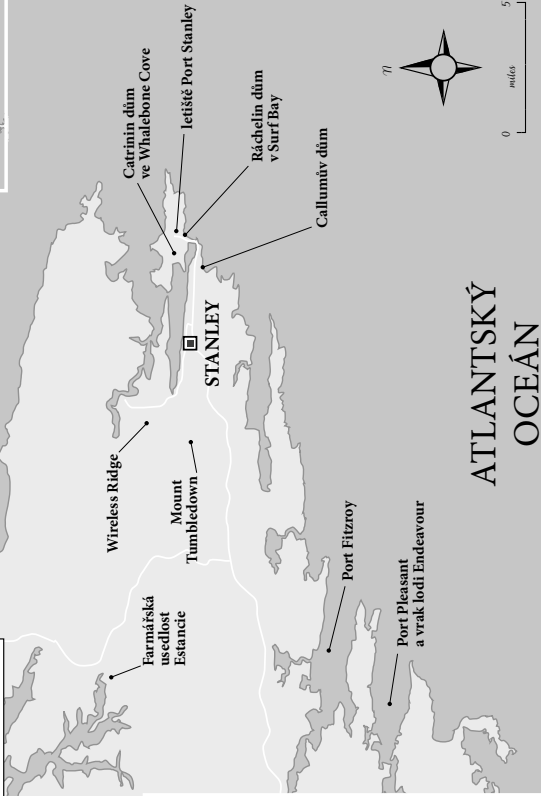 Catrinin dům
ve Whalebone Cove
letiště Port Stanley
Ráchelin dům
v Surf Bay
Callumův dům
STANLEY
Wireless Ridge
Mount
Tumbledown
Farmářská
usedlost
Estancie
Port Fitzroy
Port Pleasant
a vrak lodi Endeavour
ATLANTSKÝ
OCEÁN
n
0 miles 5